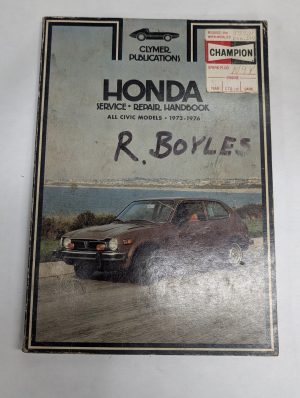 CLYMER
PUBLICATIONS
CHAMPION
HONDA
SERVICE • REPAIR HANDBOOK
ALL CIVIC MODELS • 1973-1976
R. BOYLES